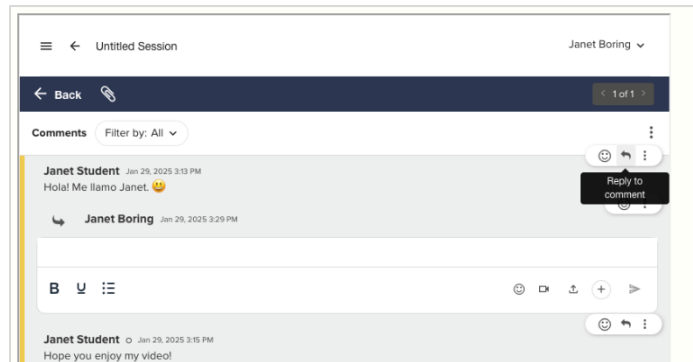 Untitled Session
Janet Boring
Back
1 of 1
Comments
Filter by: All
Janet Student Jan 29, 2025 3:13 PM
Hola! Me llamo Janet. 😃
Reply to
comment
Janet Boring Jan 29, 2025 3:29 PM
B U
Janet Student Jan 29, 2025 3:15 PM
Hope you enjoy my video!